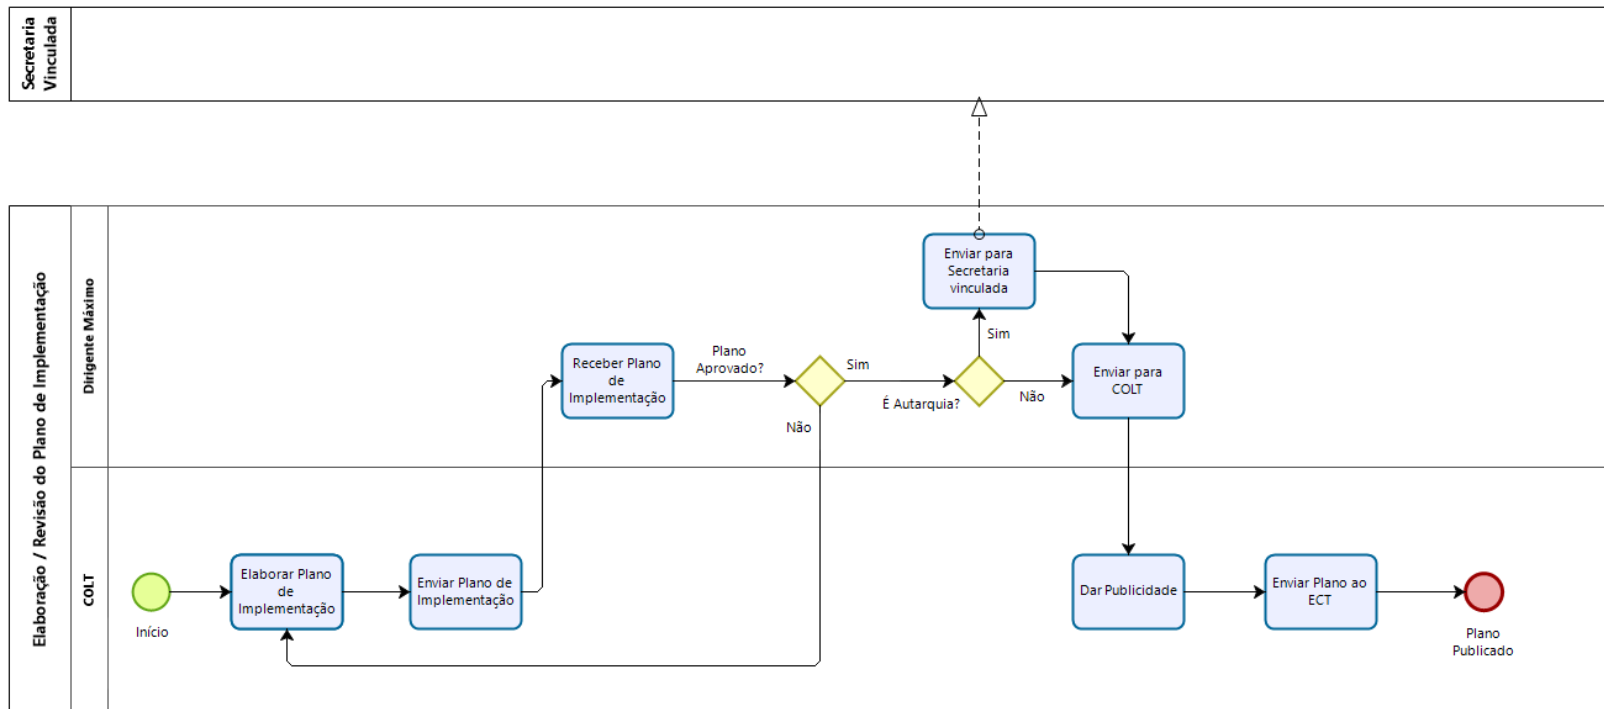 Secretaria
Vinculada
Elaboração / Revisão do Plano de Implementação
Dirigente Máximo
Enviar para
Secretaria
vinculada
Sim
Receber Plano
de
Implementação
Plano
Aprovado?
Sim
Não
É Autarquia?
Não
Enviar para
COLT
COLT
Início
Elaborar Plano
de
Implementação
Enviar Plano de
Implementação
Dar Publicidade
Enviar Plano ao
ECT
Plano
Publicado